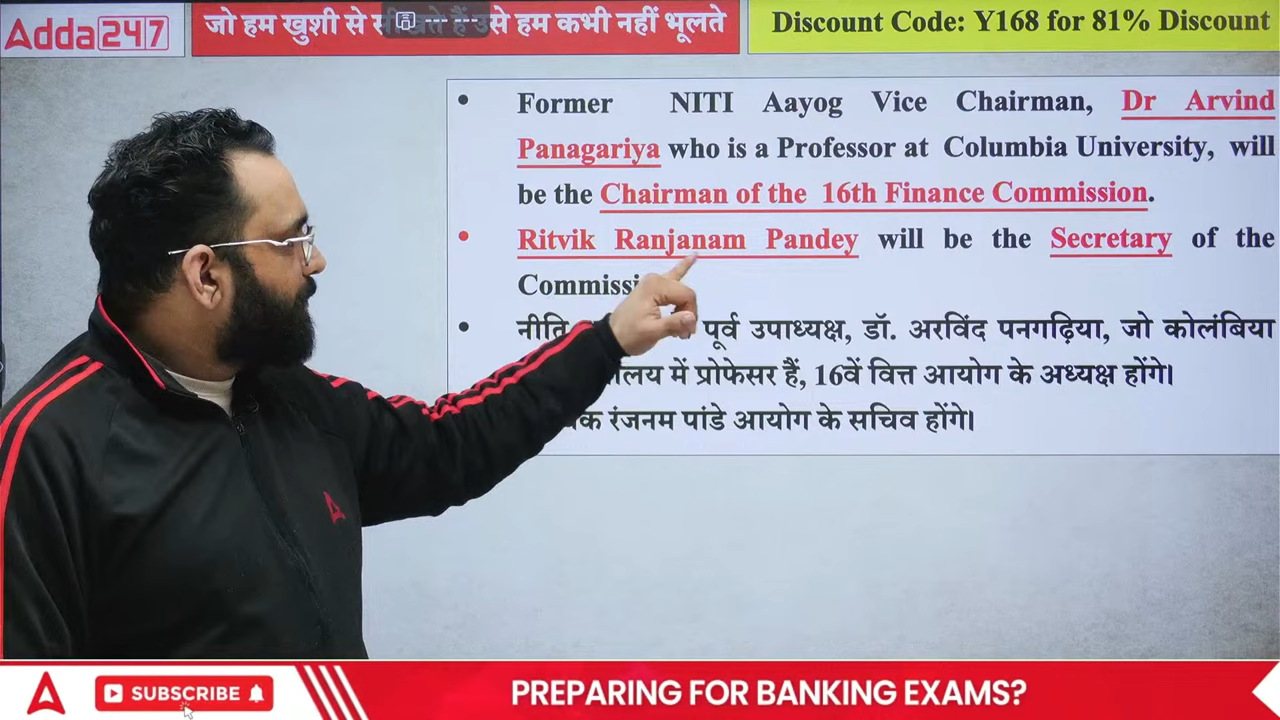 Adda247
जो हम खुशी से स ते हैं उसे हम कभी नहीं भूलते
Discount Code: Y168 for 81% Discount
• Former NITI Aayog Vice Chairman, Dr Arvind
Panagariya who is a Professor at Columbia University, will
be the Chairman of the 16th Finance Commission.
• Ritvik Ranjanam Pandey will be the Secretary of the
Commissi
• नीति पूर्व उपाध्यक्ष, डॉ. अरविंद पनगढ़िया, जो कोलंबिया
में प्रोफेसर हैं, 16वें वित्त आयोग के अध्यक्ष होंगे।
रंजनम पांडे आयोग के सचिव होंगे।
SUBSCRIBE
PREPARING FOR BANKING EXAMS?